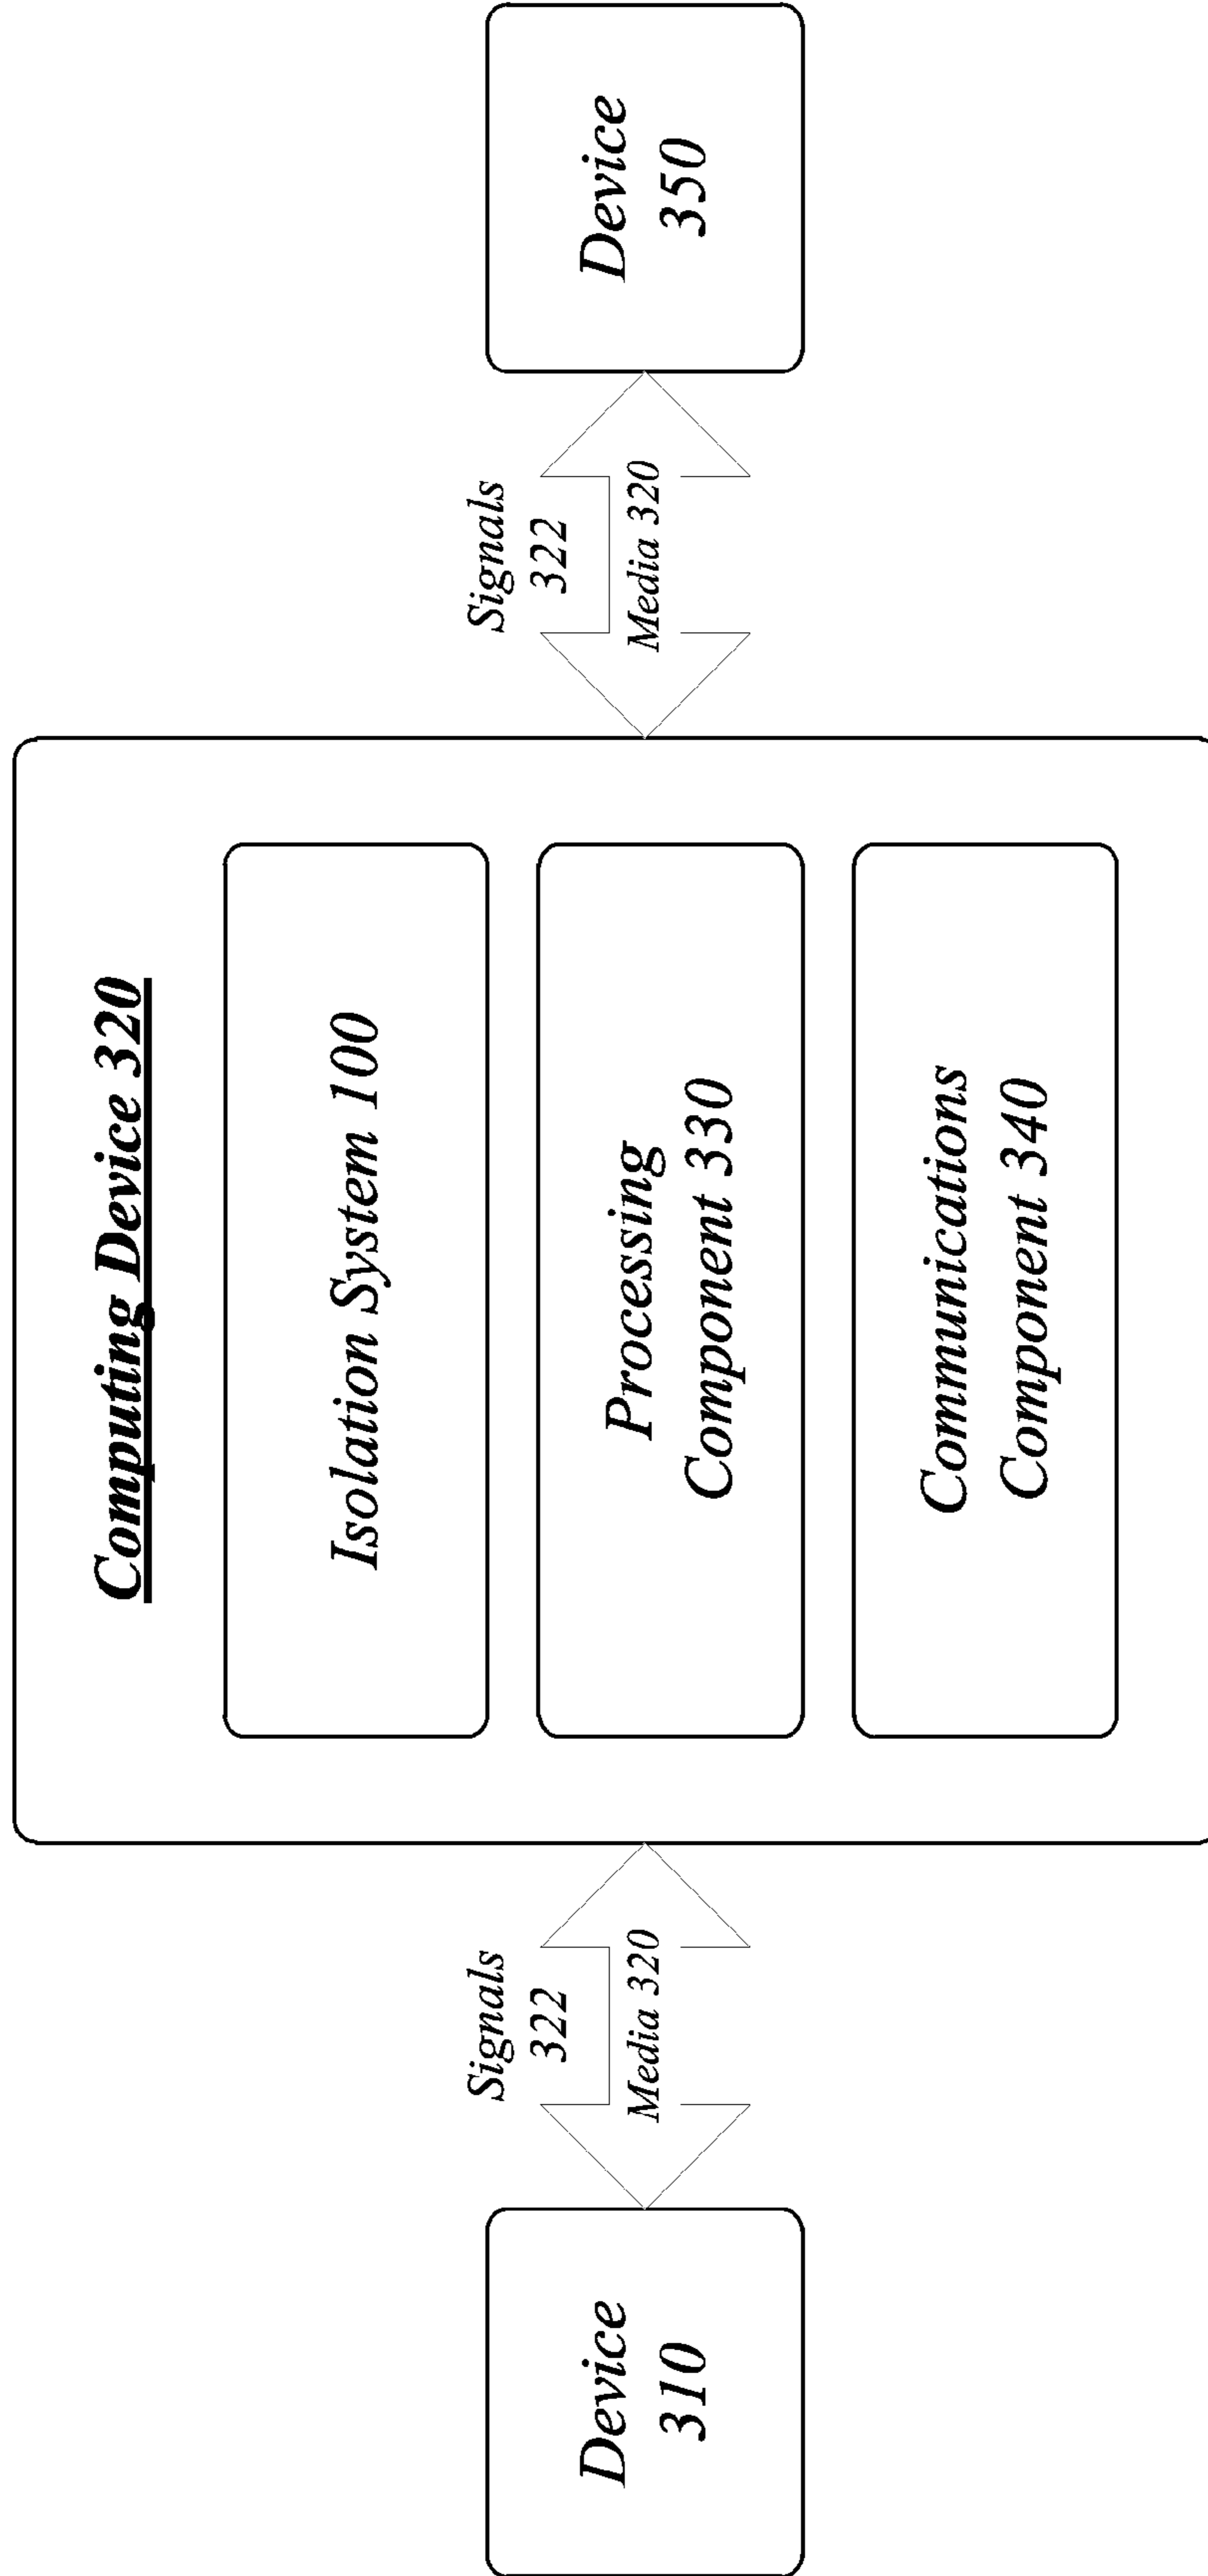 Computing Device 320
Isolation System 100
Processing
Component 330
Communications
Component 340
Device
310
Signals
322
Media 320
Signals
322
Media 320
Device
350